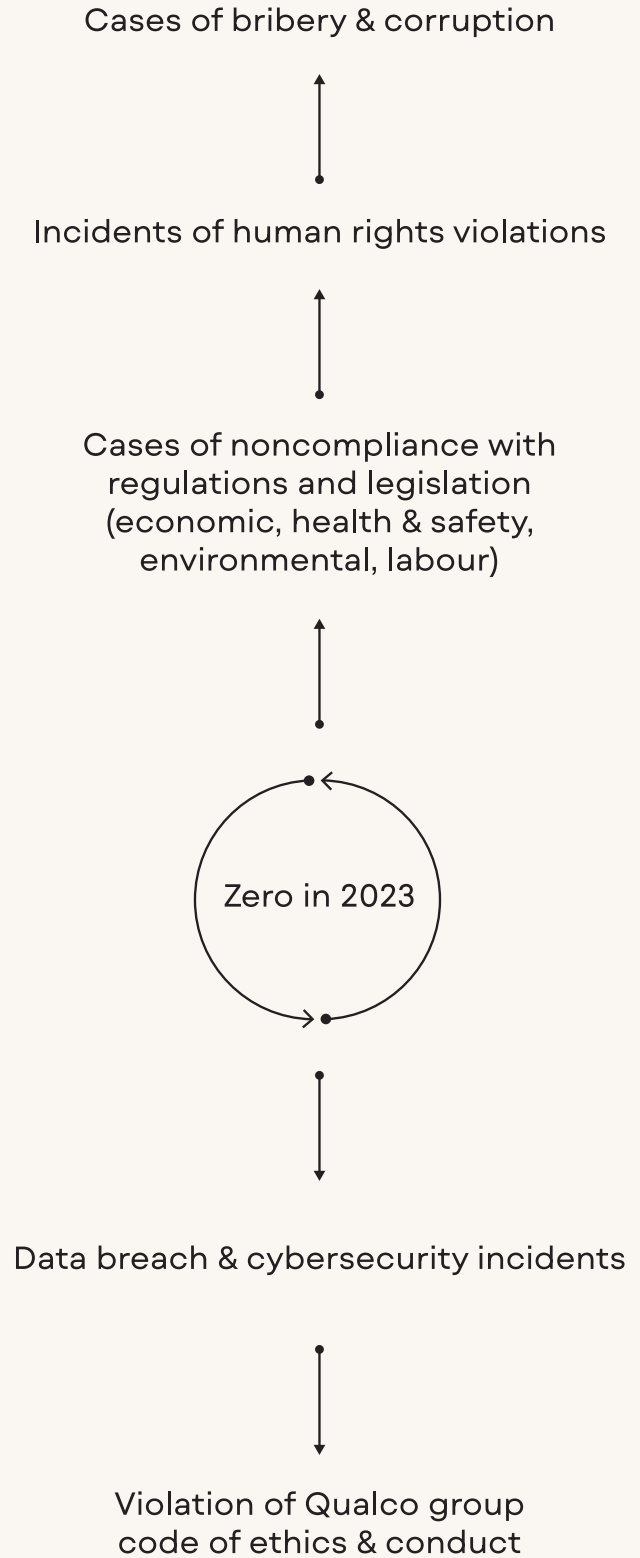 Cases of bribery & corruption
Incidents of human rights violations
Cases of noncompliance with
regulations and legislation
(economic, health & safety,
environmental, labour)
Zero in 2023
Data breach & cybersecurity incidents
Violation of Qualco group
code of ethics & conduct